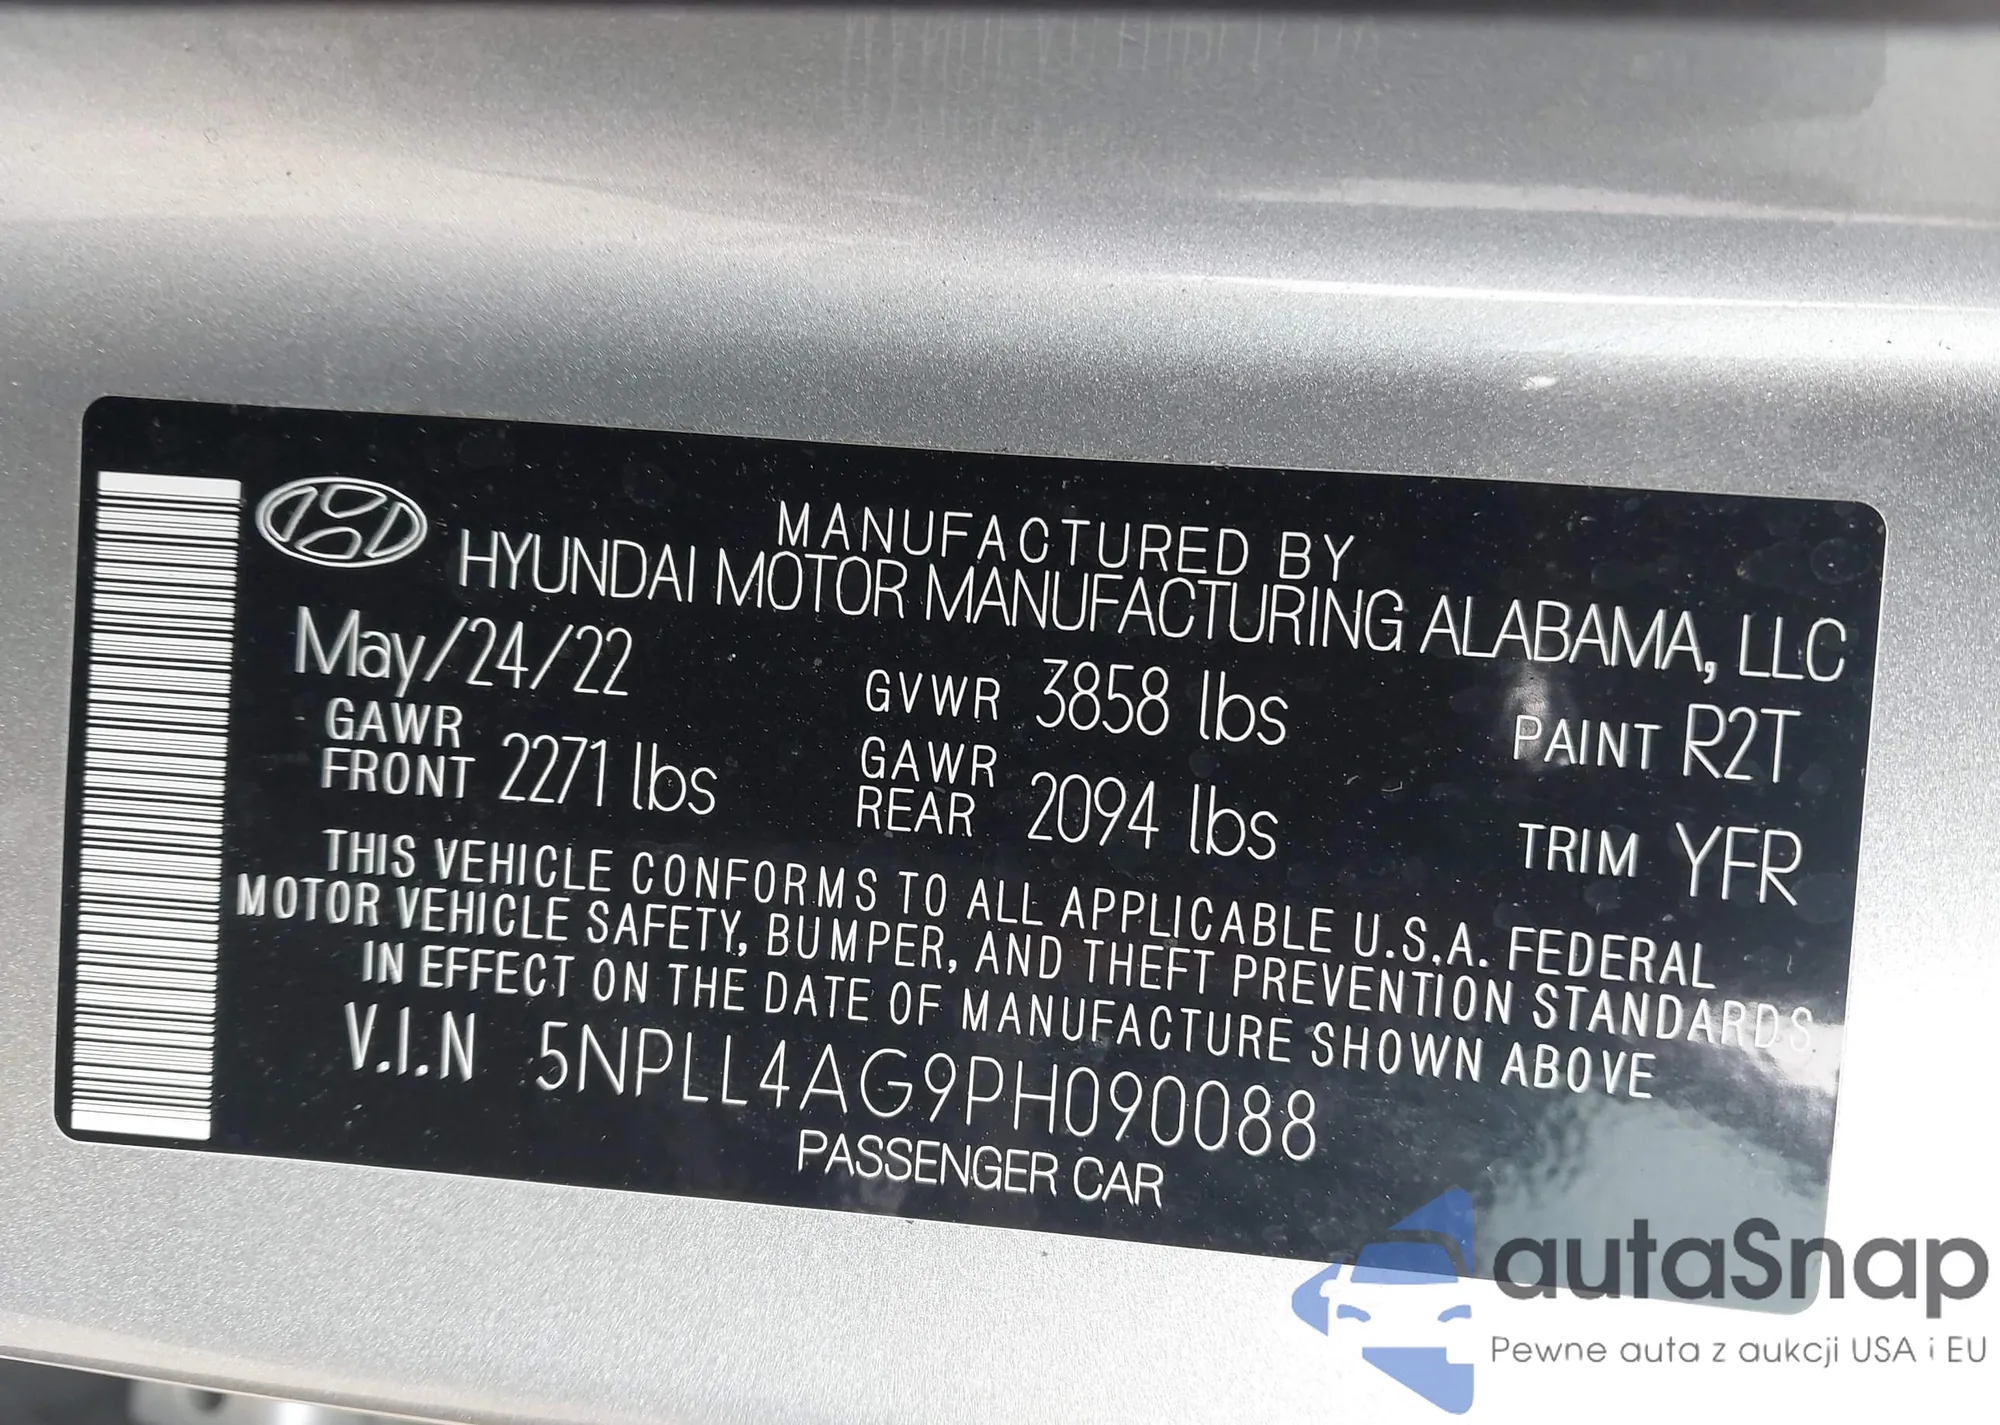 MANUFACTURED BY
HYUNDAI MOTOR MANUFACTURING ALABAMA, LLC
May/24/22 GVWR 3858 lbs PAINT R2T
GAWR FRONT 2271 lbs GAWR REAR 2094 lbs TRIM YFR
THIS VEHICLE CONFORMS TO ALL APPLICABLE U.S.A. FEDERAL
MOTOR VEHICLE SAFETY, BUMPER, AND THEFT PREVENTION STANDARDS
IN EFFECT ON THE DATE OF MANUFACTURE SHOWN ABOVE
V.I.N 5NPLL4AG9PH090088
PASSENGER CAR
autaSnap
Pewne auta z aukcji USA i EU